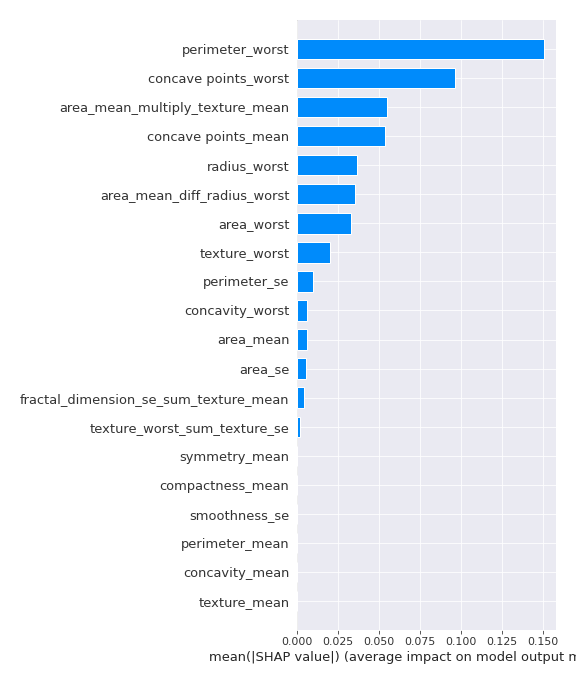 perimeter_worst
concave points_worst
area_mean_multiply_texture_mean
concave points_mean
radius_worst
area_mean_diff_radius_worst
area_worst
texture_worst
perimeter_se
concavity_worst
area_mean
area_se
fractal_dimension_se_sum_texture_mean
texture_worst_sum_texture_se
symmetry_mean
compactness_mean
smoothness_se
perimeter_mean
concavity_mean
texture_mean
0.000 0.025 0.050 0.075 0.100 0.125 0.150
mean(|SHAP value|) (average impact on model output m